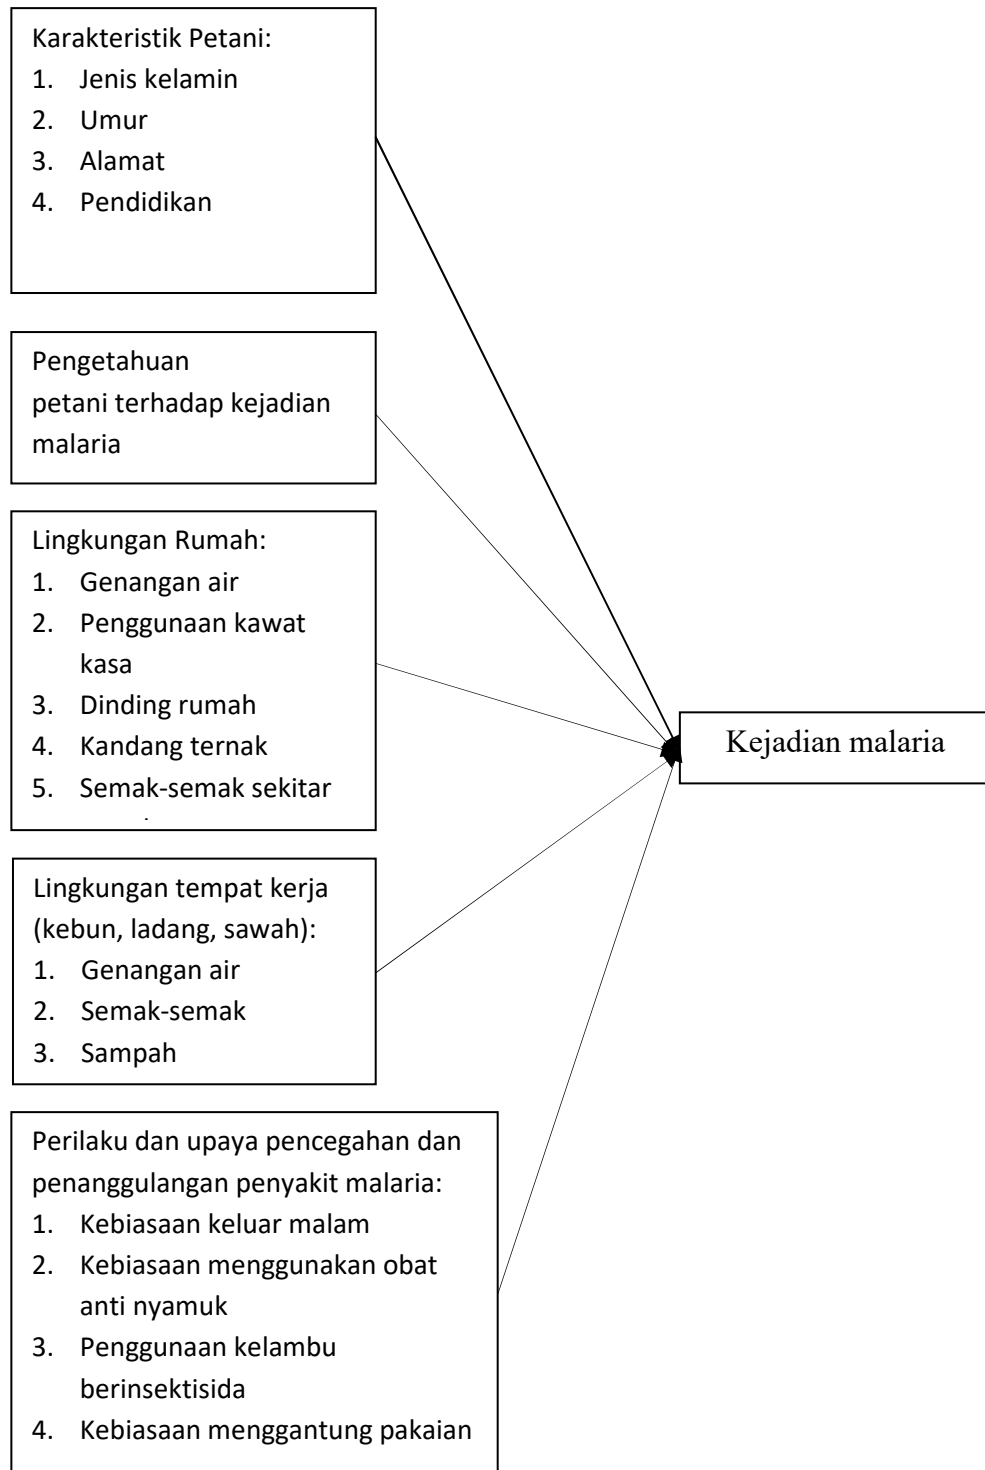 Karakteristik Petani:
1. Jenis kelamin
2. Umur
3. Alamat
4. Pendidikan
Pengetahuan
petani terhadap kejadian
malaria
Lingkungan Rumah:
1. Genangan air
2. Penggunaan kawat
kasa
3. Dinding rumah
4. Kandang ternak
5. Semak-semak sekitar
Lingkungan tempat kerja
(kebun, ladang, sawah):
1. Genangan air
2. Semak-semak
3. Sampah
Perilaku dan upaya pencegahan dan
penanggulangan penyakit malaria:
1. Kebiasaan keluar malam
2. Kebiasaan menggunakan obat
anti nyamuk
3. Penggunaan kelambu
berinsektisida
4. Kebiasaan menggantung pakaian
Kejadian malaria